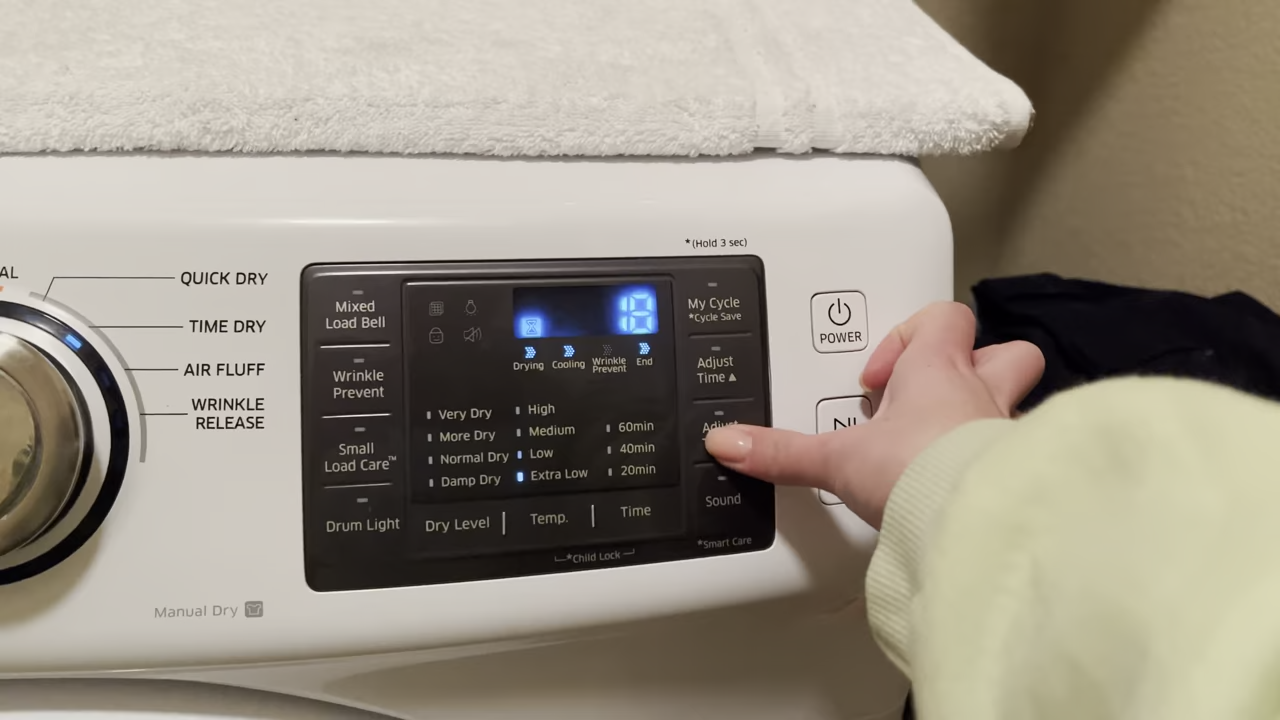 *(Hold 3 sec)
AL
QUICK DRY
TIME DRY
AIR FLUFF
WRINKLE
RELEASE
Manual Dry
Mixed
Load Bell
Wrinkle
Prevent
Small
Load Care™
Drum Light
Drying
Cooling
Wrinkle
Prevent
End
Very Dry
More Dry
Normal Dry
Damp Dry
High
Medium
Low
Extra Low
60min
40min
20min
Dry Level
Temp.
Time
*Child Lock
My Cycle
*Cycle Save
Adjust
Time ▲
Adjust
Sound
*Smart Care
POWER